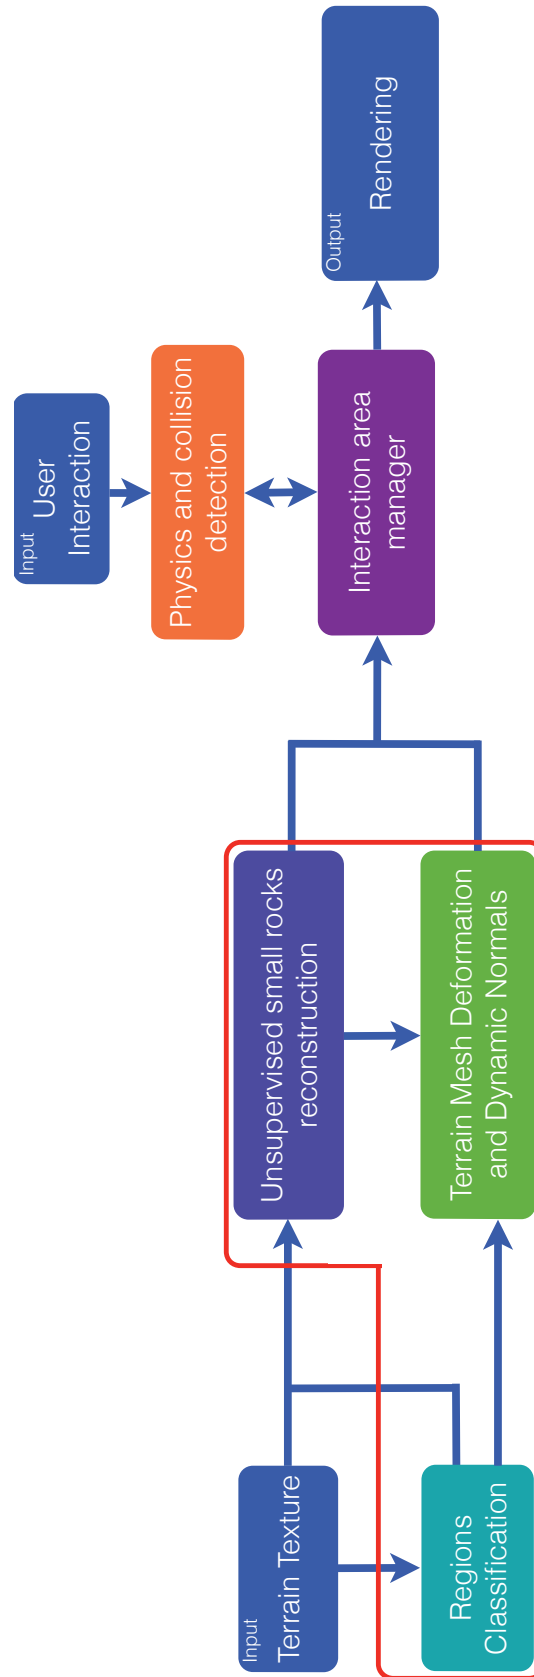 Input
Terrain Texture
Regions
Classification
Unsupervised small rocks
reconstruction
Terrain Mesh Deformation
and Dynamic Normals
Input
User
Interaction
Physics and collision
detection
Interaction area
manager
Output
Rendering